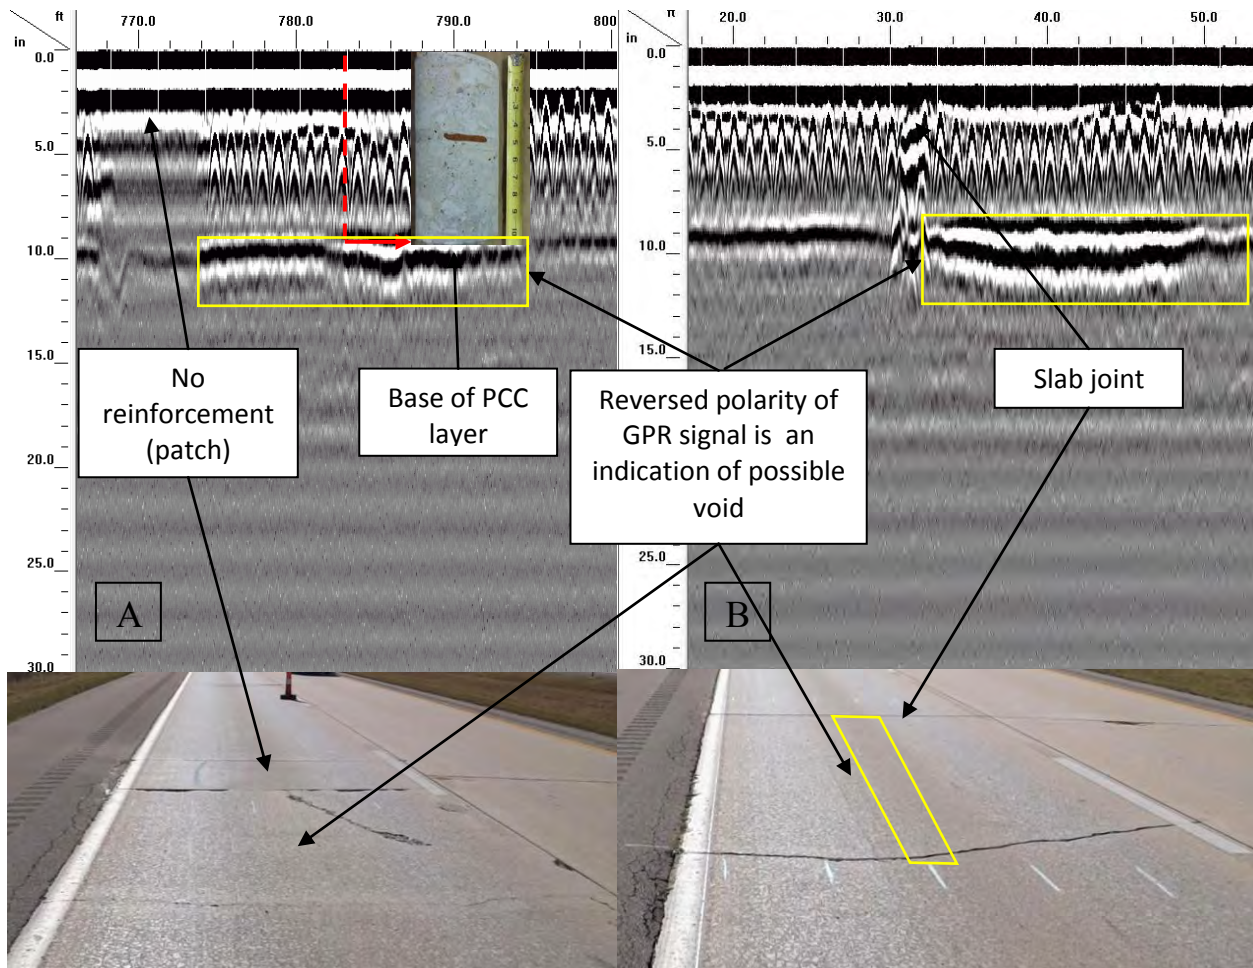 ft
770.0
780.0
790.0
800
in
0.0
5.0
10.0
15.0
20.0
25.0
30.0
No
reinforcement
(patch)
Base of PCC
layer
Reversed polarity of
GPR signal is an
indication of possible
void
A
20.0
30.0
40.0
50.0
in
0.0
5.0
10.0
15.0
25.0
30.0
Slab joint
B